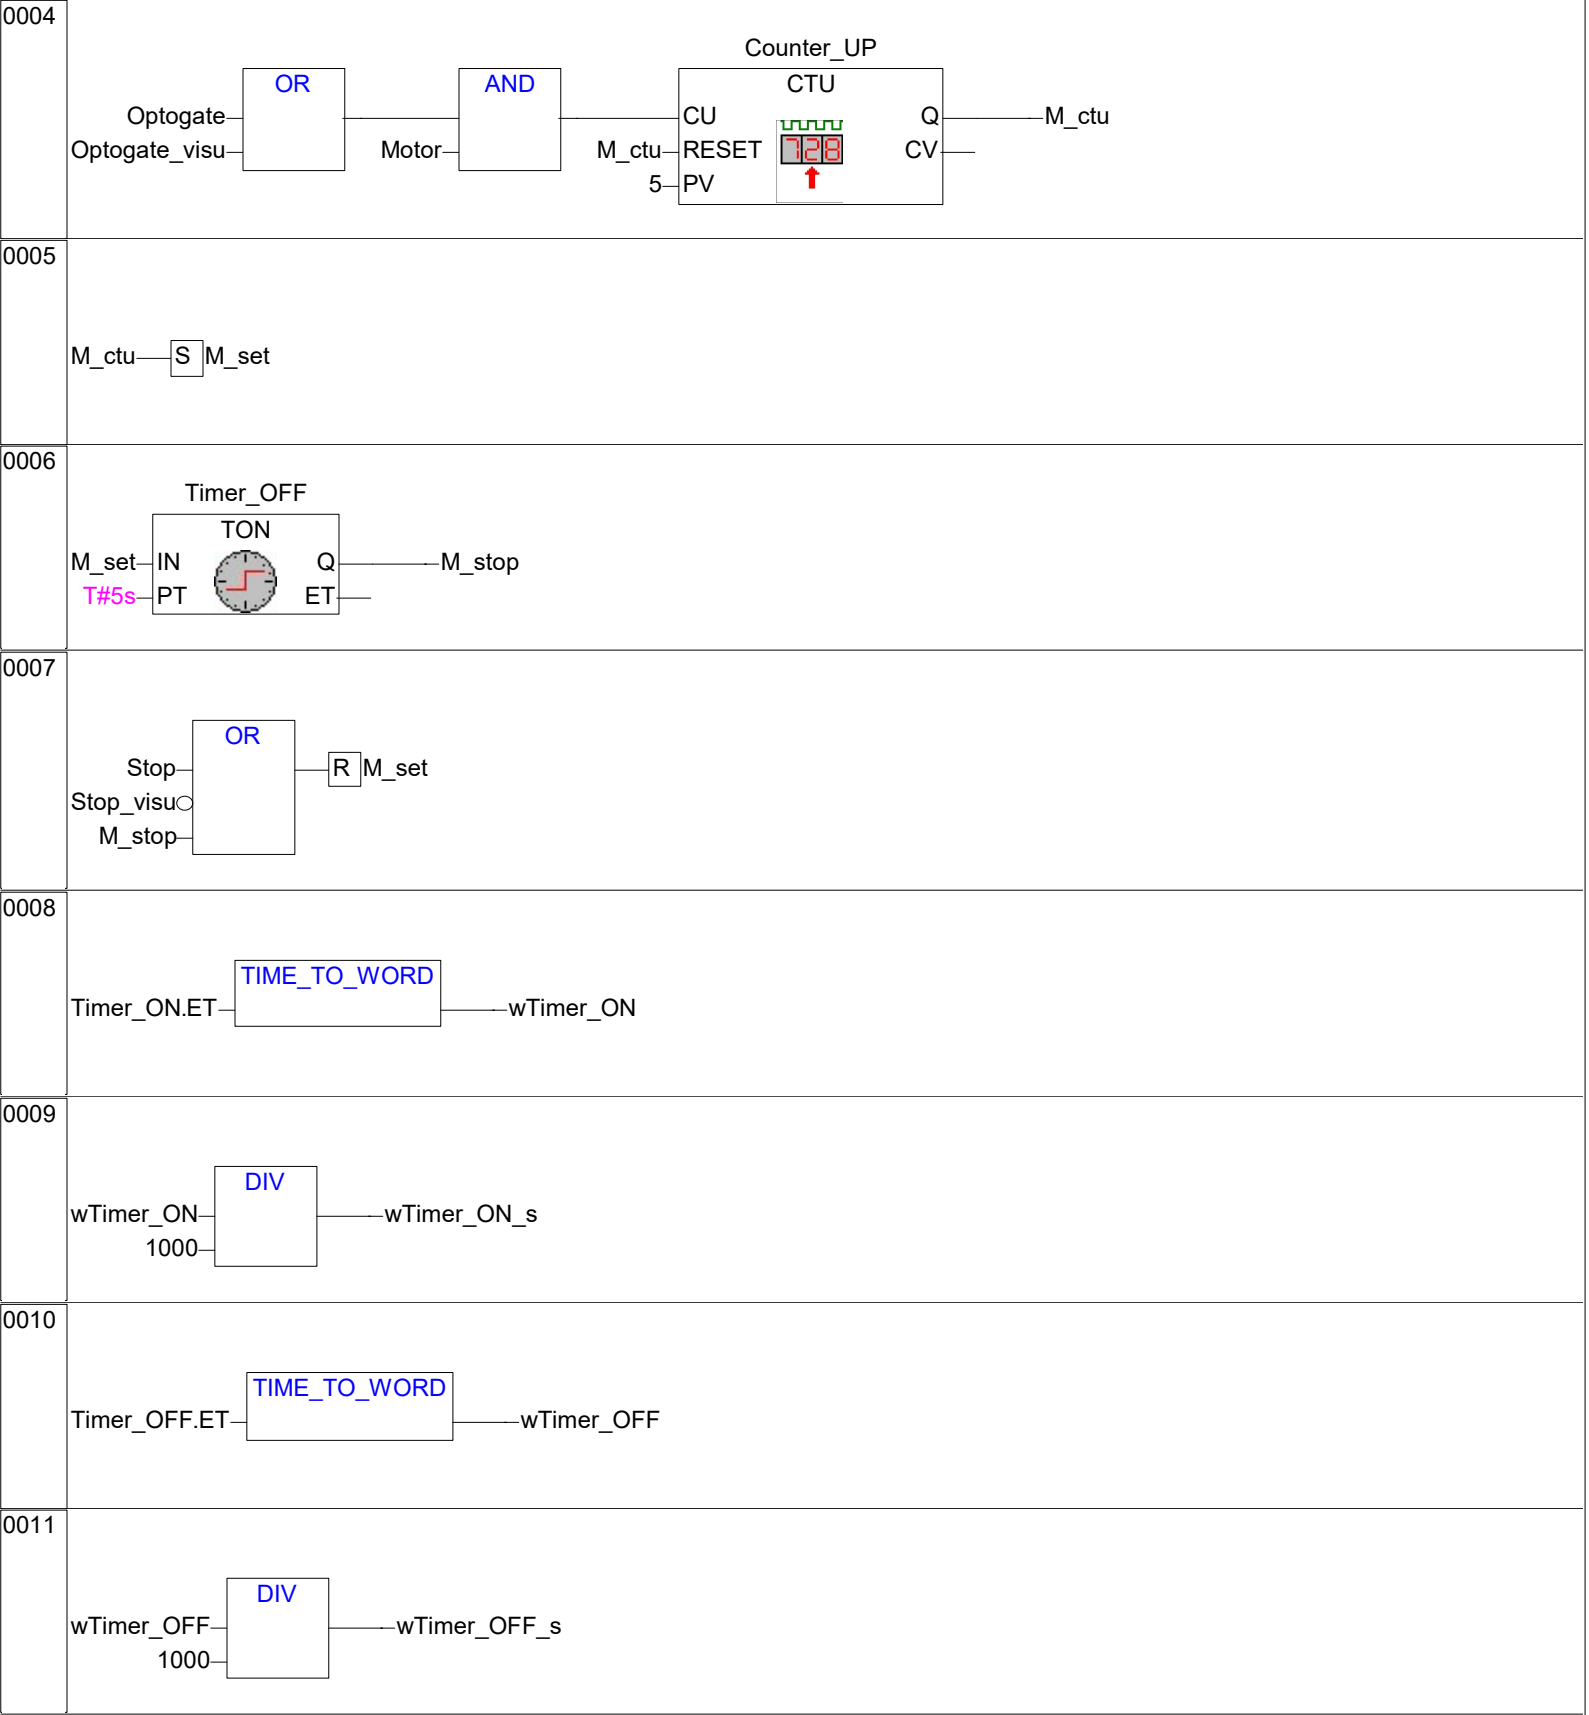 0004
Counter_UP
OR
AND
CTU
Optogate
CU
Q
M_ctu
Optogate_visu
Motor
M_ctu
RESET
728
CV
5
PV
0005
M_ctu
S
M_set
0006
Timer_OFF
TON
M_set
IN
Q
M_stop
T#5s
PT
ET
0007
OR
Stop
R
M_set
Stop_visu
M_stop
0008
TIME_TO_WORD
Timer_ON.ET
wTimer_ON
0009
DIV
wTimer_ON
wTimer_ON_s
1000
0010
TIME_TO_WORD
Timer_OFF.ET
wTimer_OFF
0011
DIV
wTimer_OFF
wTimer_OFF_s
1000